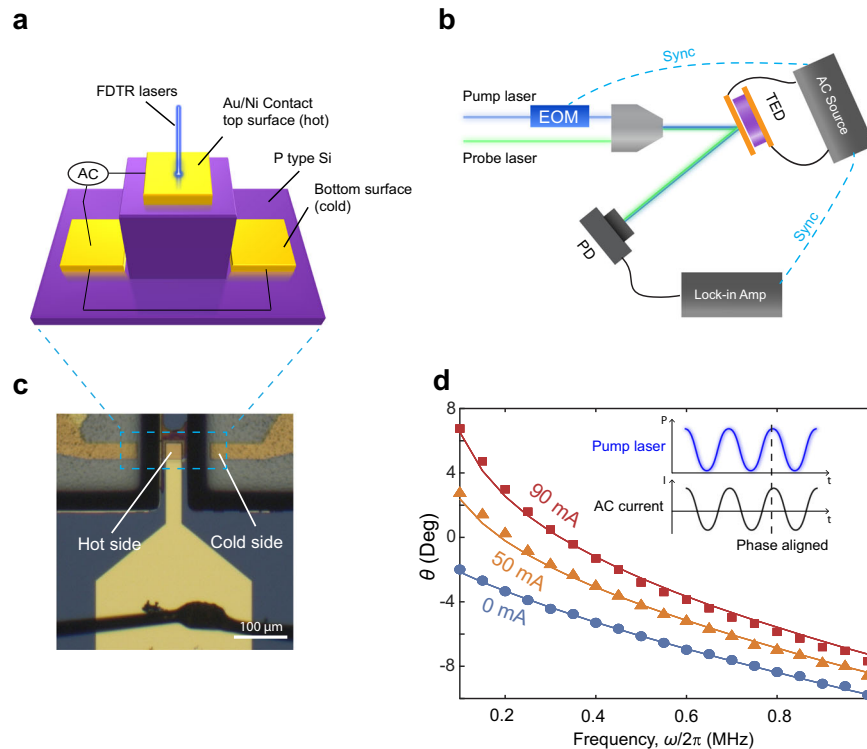 a
FDTR lasers
Au/Ni Contact
top surface (hot)
P type Si
AC
Bottom surface
(cold)
b
Sync
Pump laser
EOM
Probe laser
TED
AC Source
PD
Sync
Lock-in Amp
c
Hot side
Cold side
100 μm
d
8
4
0
-4
-8
θ (Deg)
90 mA
50 mA
0 mA
P
Pump laser
t
I
AC current
t
Phase aligned
0.2
0.4
0.6
0.8
Frequency, ω/2π (MHz)